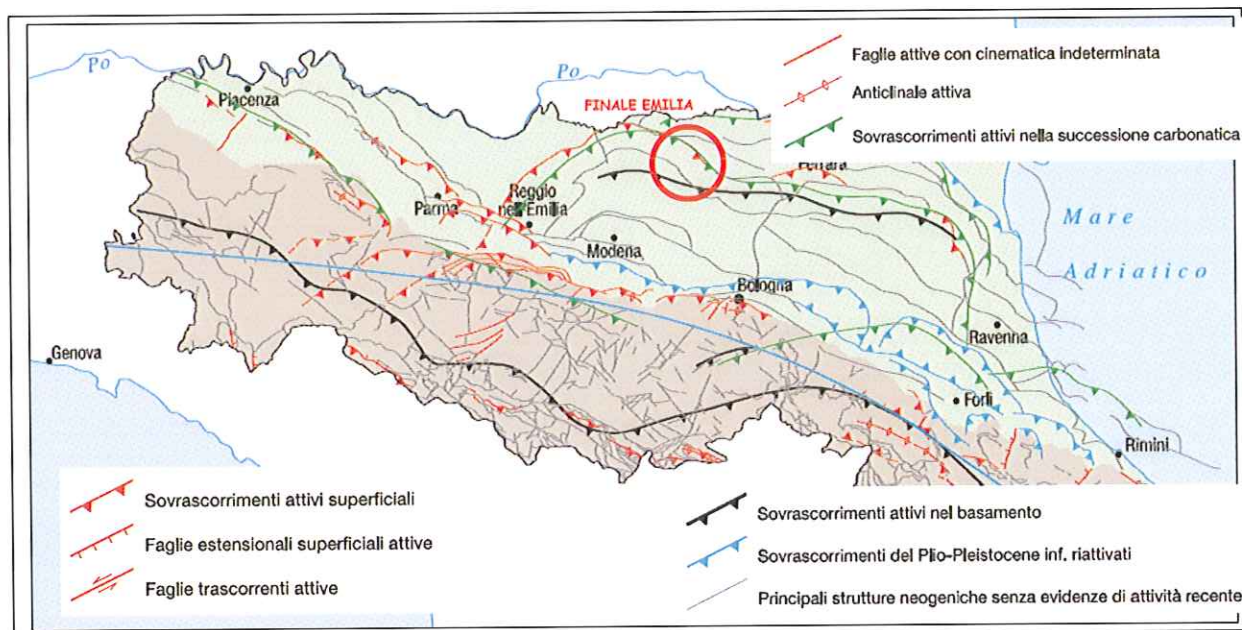 Po
Piacenza
Po
FINALE EMILIA
Faglie attive con cinematica indeterminata
Anticlinale attiva
Sovrascorrimenti attivi nella successione carbonatica
Ferrara
Parma
Reggio
nell'Emilia
Modena
Mare
Adriatico
Bologna
Genova
Ravenna
Forlì
Rimini
Sovrascorrimenti attivi superficiali
Faglie estensionali superficiali attive
Faglie trascorrenti attive
Sovrascorrimenti attivi nel basamento
Sovrascorrimenti del Plio-Pleistocene inf. riattivati
Principali strutture neogeniche senza evidenze di attività recente